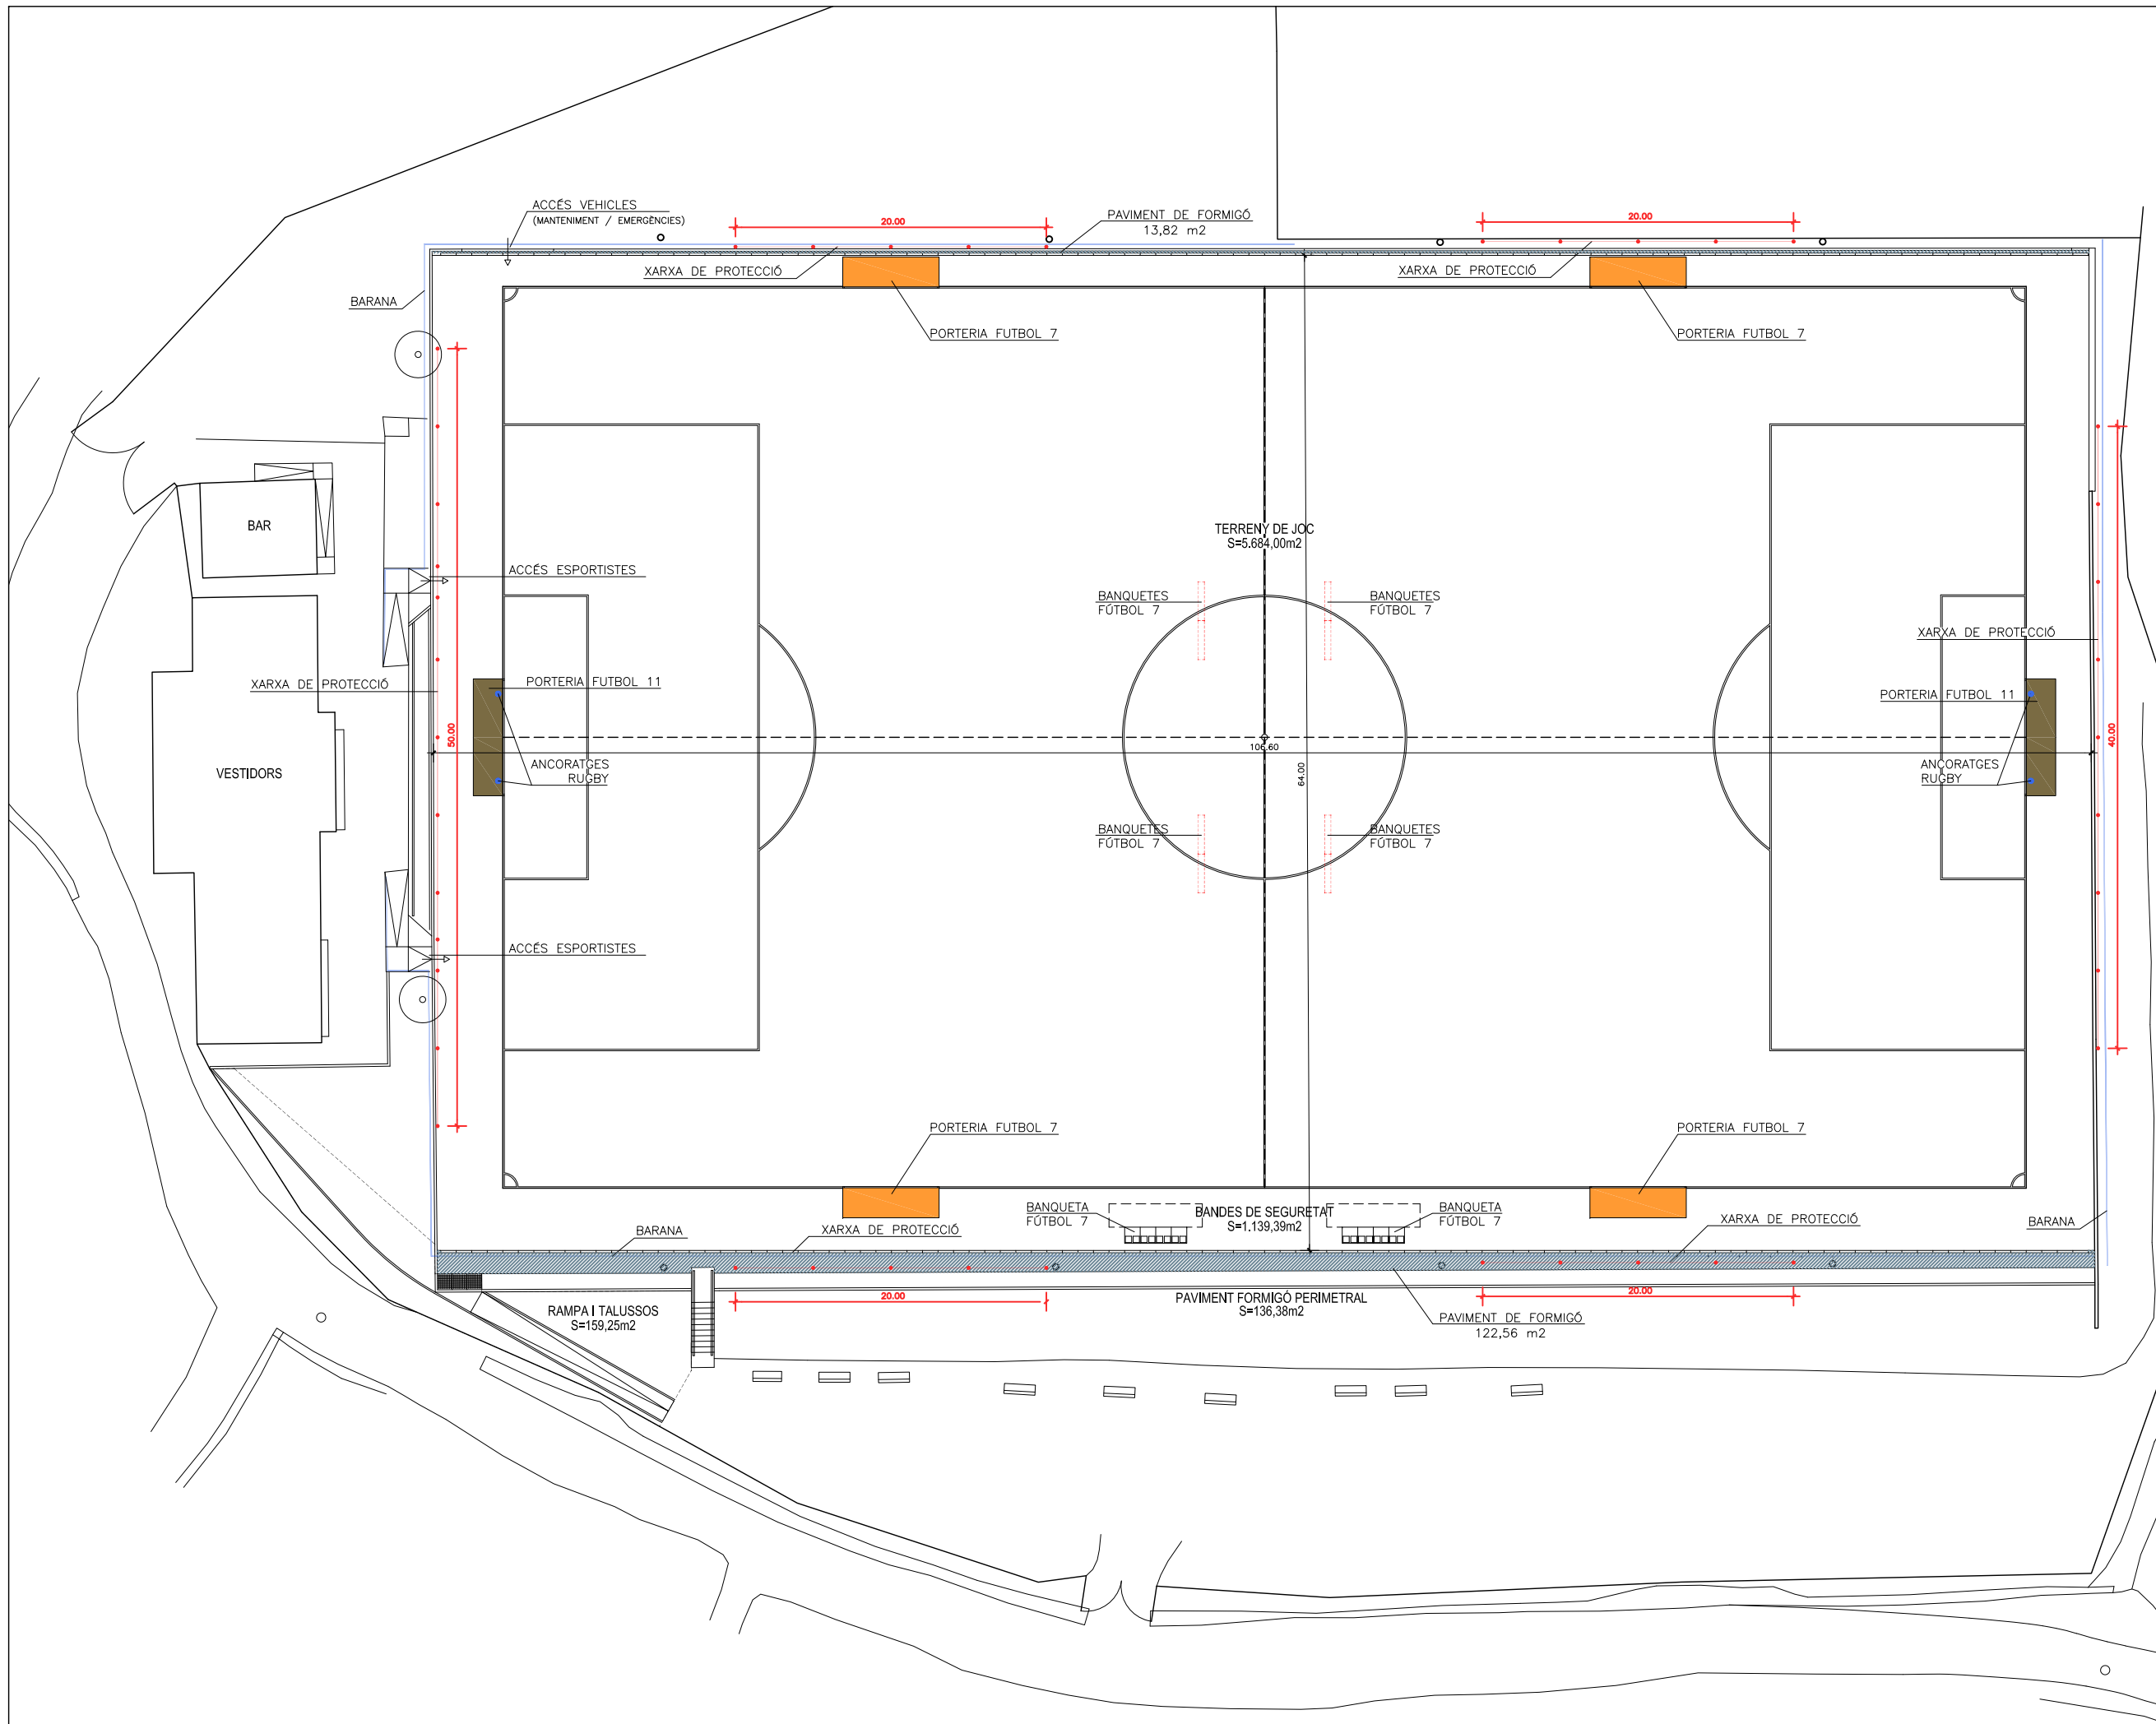 ACCÉS VEHICLES
(MANTENIMENT / EMERGÈNCIES)
20.00
PAVIMENT DE FORMIGÓ
13,82 m2
20.00
XARXA DE PROTECCIÓ
XARXA DE PROTECCIÓ
BARANA
PORTERIA FUTBOL 7
PORTERIA FUTBOL 7
BAR
TERRENY DE JOC
S=5.684,00m2
ACCÉS ESPORTISTES
BANQUETES
FÚTBOL 7
BANQUETES
FÚTBOL 7
XARXA DE PROTECCIÓ
XARXA DE PROTECCIÓ
PORTERIA FUTBOL 11
PORTERIA FUTBOL 11
50.00
40.00
106.60
VESTIDORS
ANCORATGES
RUGBY
64.00
ANCORATGES
RUGBY
BANQUETES
FÚTBOL 7
BANQUETES
FÚTBOL 7
ACCÉS ESPORTISTES
PORTERIA FUTBOL 7
PORTERIA FUTBOL 7
BANQUETA
FÚTBOL 7
BANDES DE SEGURETAT
S=1.139,39m2
BANQUETA
FÚTBOL 7
XARXA DE PROTECCIÓ
BARANA
BARANA
XARXA DE PROTECCIÓ
20.00
20.00
RAMPA I TALUSSOS
S=159,25m2
PAVIMENT FORMIGÓ PERIMETRAL
S=136,38m2
PAVIMENT DE FORMIGÓ
122,56 m2